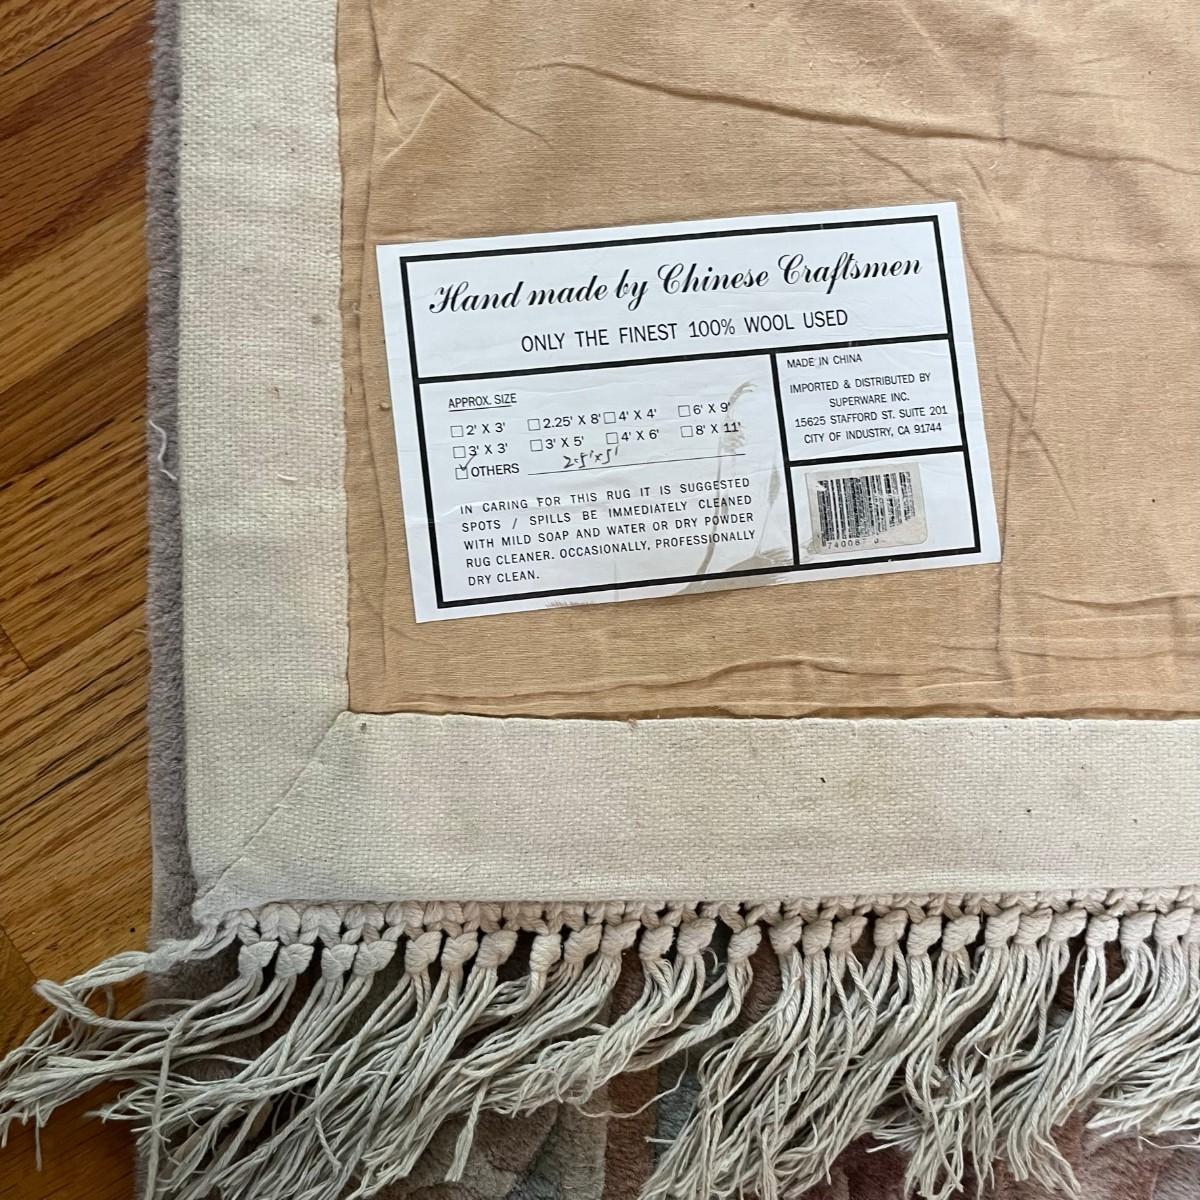 Hand made by Chinese Craftsmen
ONLY THE FINEST 100% WOOL USED
APPROX. SIZE
☐2' X 3' ☐2.25' X 8' ☐4' X 4' ☐6' X 9'
☐3' X 3' ☐3' X 5' ☐4' X 6' ☐8' X 11'
☑OTHERS 2.5'x5'
IN CARING FOR THIS RUG IT IS SUGGESTED
SPOTS / SPILLS BE IMMEDIATELY CLEANED
WITH MILD SOAP AND WATER OR DRY POWDER
RUG CLEANER. OCCASIONALLY, PROFESSIONALLY
DRY CLEAN.
MADE IN CHINA
IMPORTED & DISTRIBUTED BY
SUPERWARE INC.
15625 STAFFORD ST. SUITE 201
CITY OF INDUSTRY, CA 91744